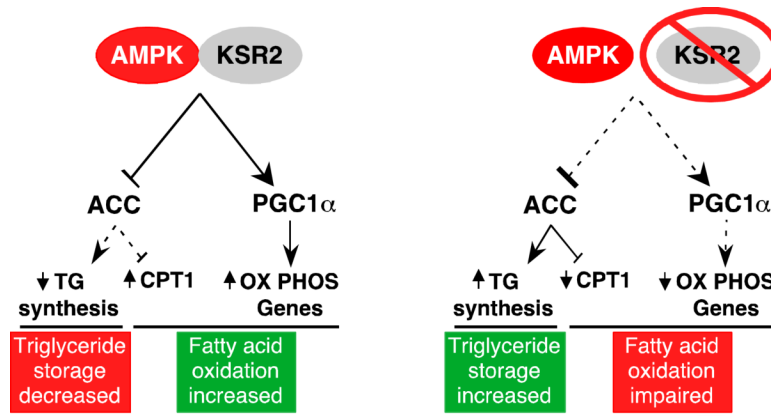 AMPK KSR2
ACC PGC1α
↓ TG ↑ CPT1 ↑ OX PHOS
synthesis Genes
Triglyceride
storage
decreased
Fatty acid
oxidation
increased
AMPK KSR2
ACC PGC1α
↑ TG ↓ CPT1 ↓ OX PHOS
synthesis Genes
Triglyceride
storage
increased
Fatty acid
oxidation
impaired